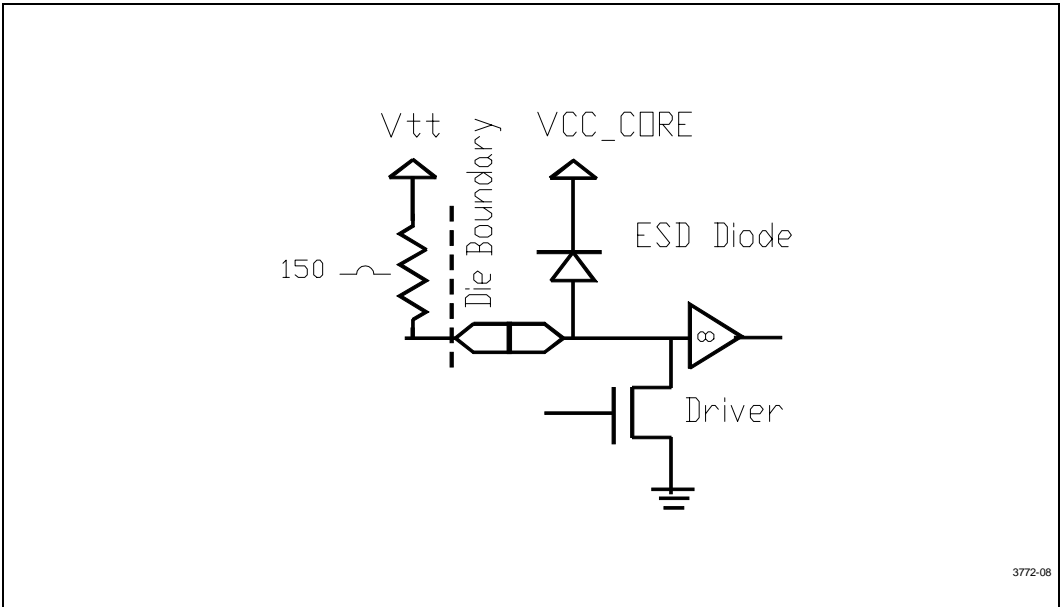 Vtt
Die Boundary
VCC_CORE
ESD Diode
150
∞
Driver
3772-08